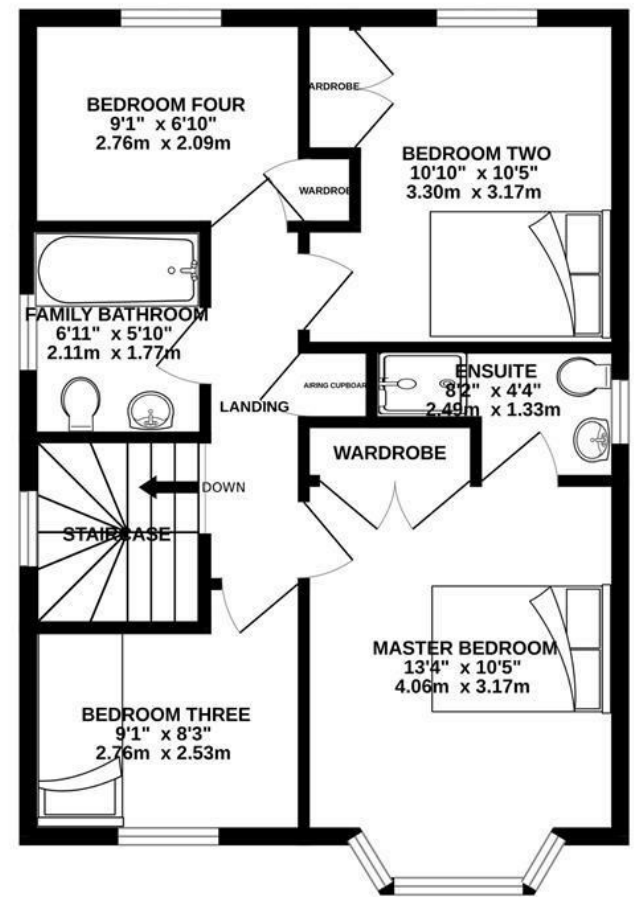 BEDROOM FOUR
9'1" x 6'10"
2.76m x 2.09m
ARDROBE
BEDROOM TWO
10'10" x 10'5"
3.30m x 3.17m
WARDROBE
FAMILY BATHROOM
6'11" x 5'10"
2.11m x 1.77m
ENSUITE
8'2" x 4'4"
2.49m x 1.33m
AIRING CUPBOARD
LANDING
WARDROBE
DOWN
STAIRCASE
MASTER BEDROOM
13'4" x 10'5"
4.06m x 3.17m
BEDROOM THREE
9'1" x 8'3"
2.76m x 2.53m